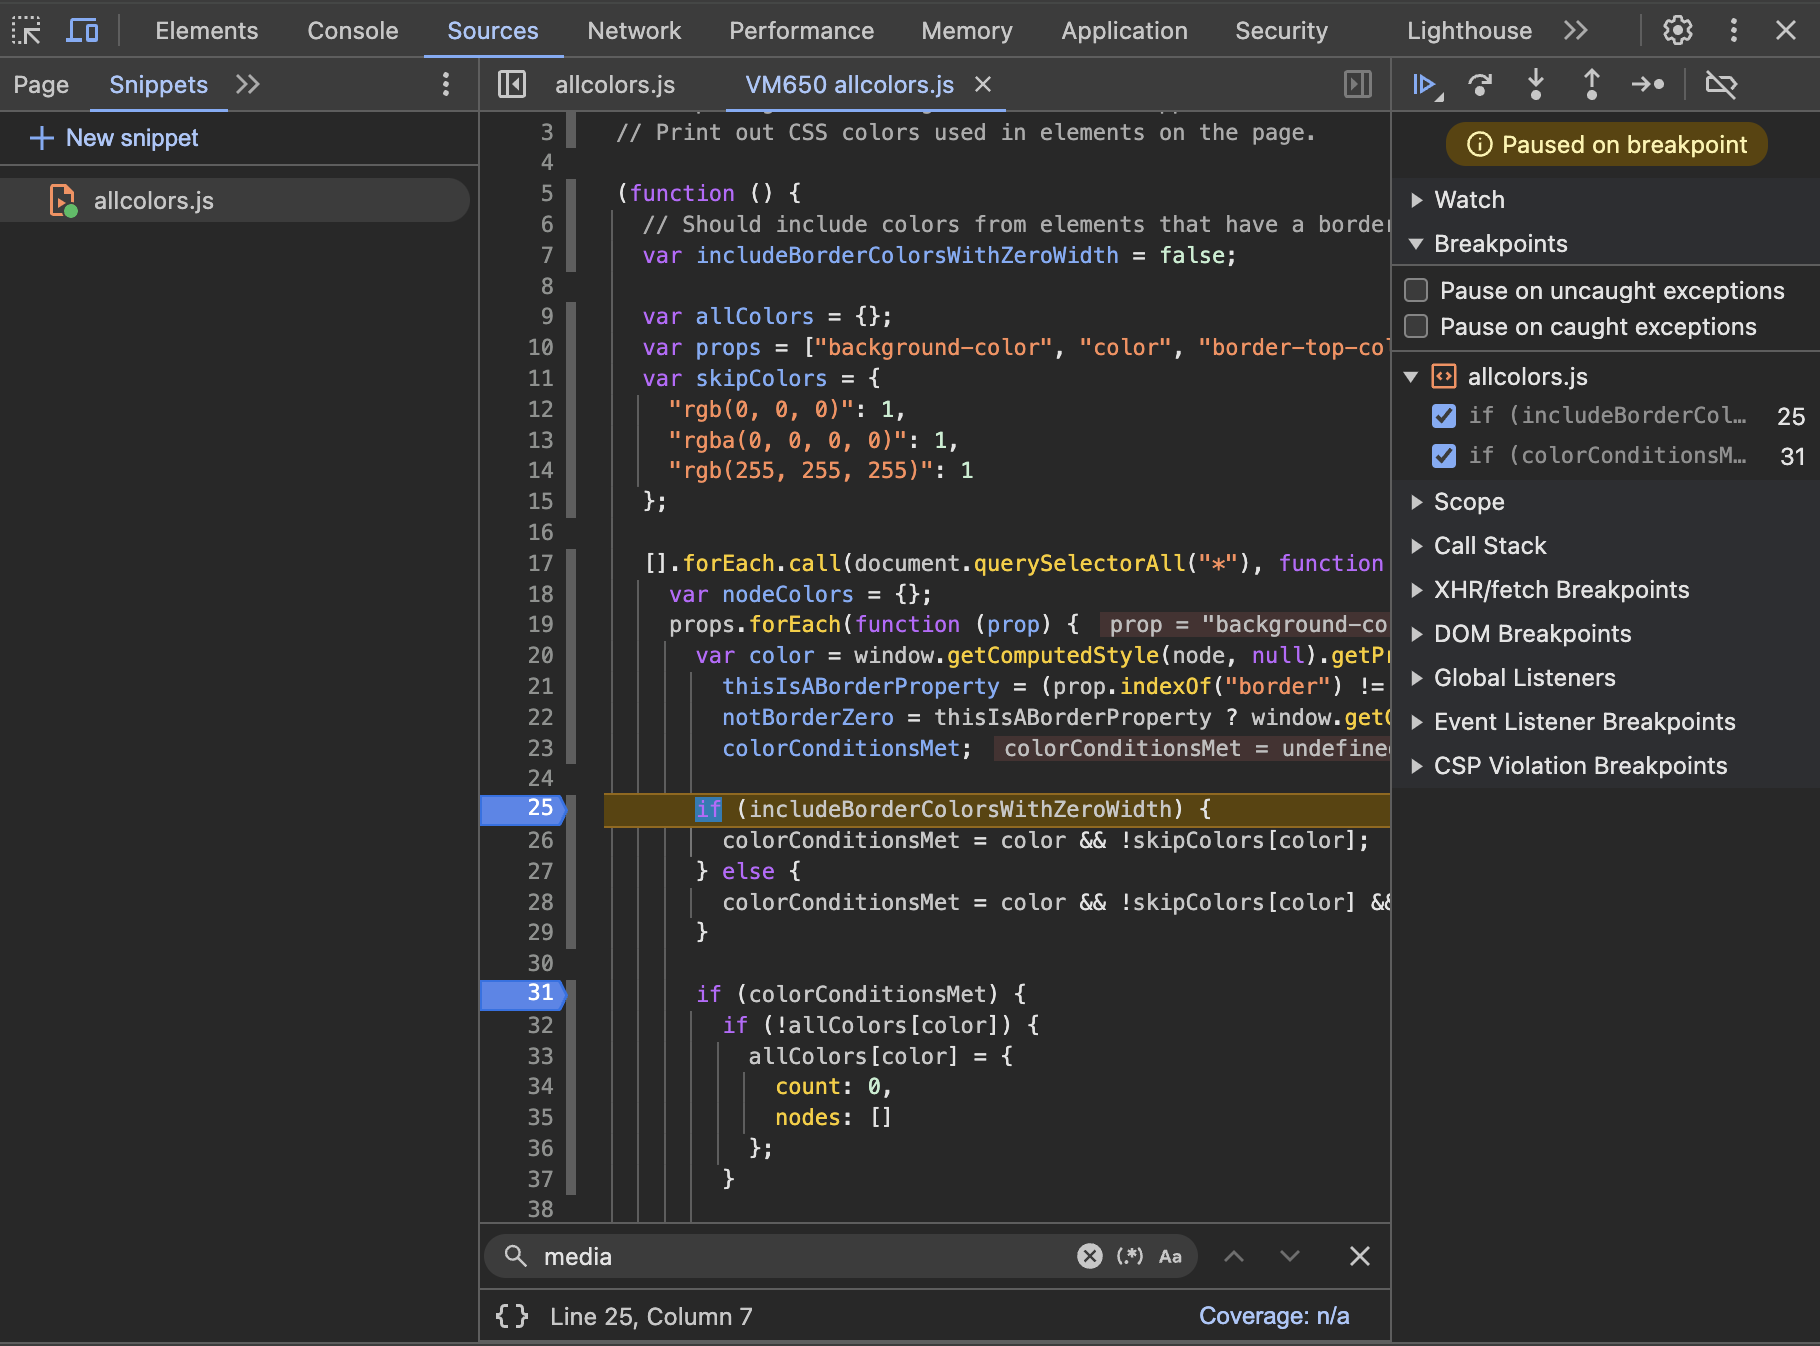 Elements Console Sources Network Performance Memory Application Security Lighthouse
Page Snippets
New snippet
allcolors.js
allcolors.js VM650 allcolors.js
3 // Print out CSS colors used in elements on the page.
4
5 (function () {
6 // Should include colors from elements that have a border
7 var includeBorderColorsWithZeroWidth = false;
8
9 var allColors = {};
10 var props = ["background-color", "color", "border-top-col
11 var skipColors = {
12 "rgb(0, 0, 0)": 1,
13 "rgba(0, 0, 0, 0)": 1,
14 "rgb(255, 255, 255)": 1
15 };
16
17 [].forEach.call(document.querySelectorAll("*"), function
18 var nodeColors = {};
19 props.forEach(function (prop) { prop = "background-co
20 var color = window.getComputedStyle(node, null).getPr
21 thisIsABorderProperty = (prop.indexOf("border") !=
22 notBorderZero = thisIsABorderProperty ? window.getC
23 colorConditionsMet; colorConditionsMet = undefined
24
25 if (includeBorderColorsWithZeroWidth) {
26 colorConditionsMet = color && !skipColors[color];
27 } else {
28 colorConditionsMet = color && !skipColors[color] &&
29 }
30
31 if (colorConditionsMet) {
32 if (!allColors[color]) {
33 allColors[color] = {
34 count: 0,
35 nodes: []
36 };
37 }
38
media (.*) Aa
{} Line 25, Column 7 Coverage: n/a
Paused on breakpoint
Watch
Breakpoints
Pause on uncaught exceptions
Pause on caught exceptions
allcolors.js
if (includeBorderCol… 25
if (colorConditionsM… 31
Scope
Call Stack
XHR/fetch Breakpoints
DOM Breakpoints
Global Listeners
Event Listener Breakpoints
CSP Violation Breakpoints